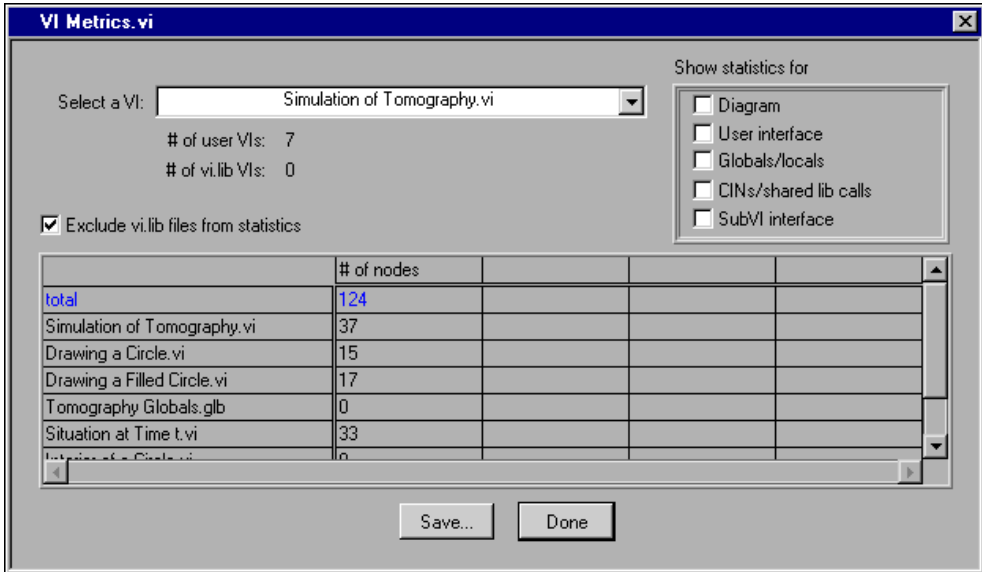 VI Metrics.vi
Show statistics for
Select a VI: Simulation of Tomography.vi
Diagram
# of user VIs: 7
User interface
# of vi.lib VIs: 0
Globals/locals
CINs/shared lib calls
Exclude vi.lib files from statistics
SubVI interface
# of nodes
total 124
Simulation of Tomography.vi 37
Drawing a Circle.vi 15
Drawing a Filled Circle.vi 17
Tomography Globals.glb 0
Situation at Time t.vi 33
Save...
Done